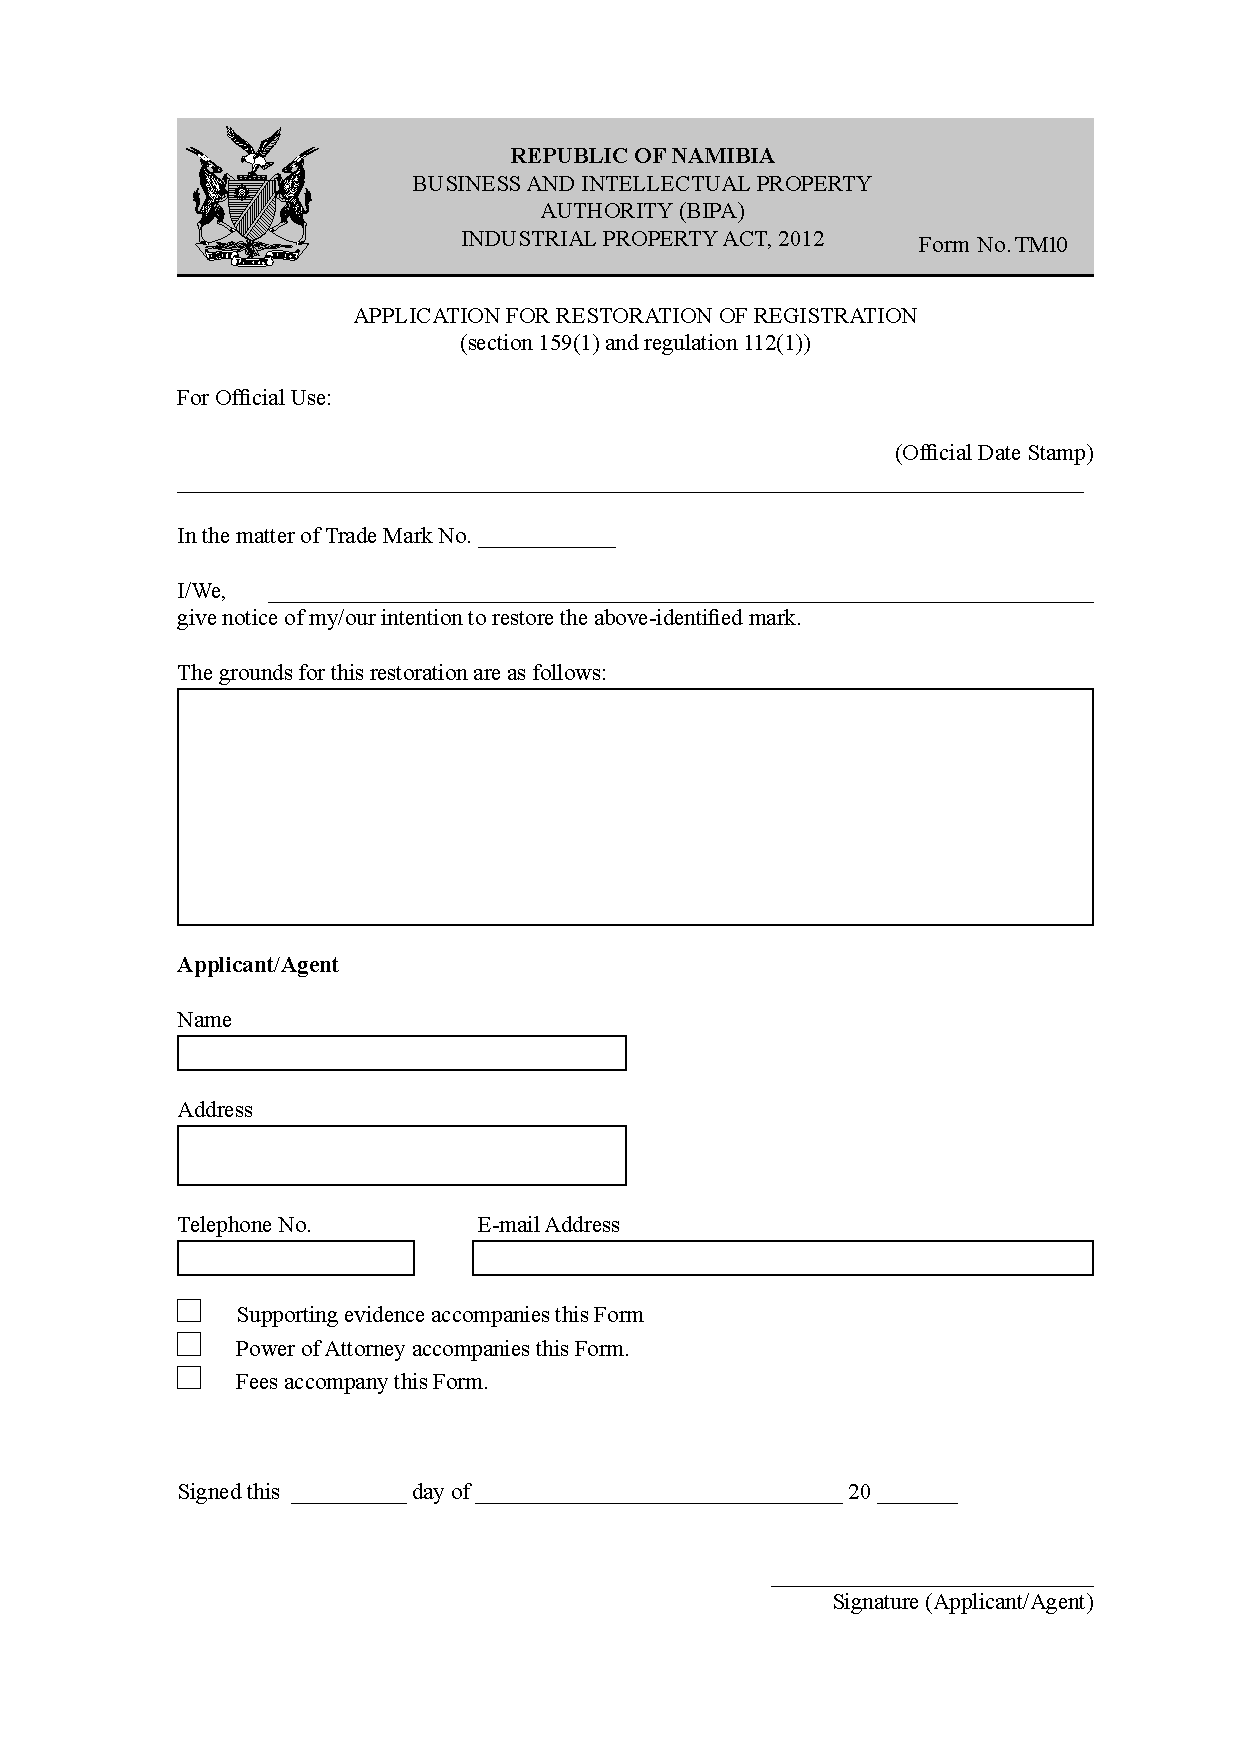 REPUBLIC OF NAMIBIA
BUSINESS AND INTELLECTUAL PROPERTY
AUTHORITY (BIPA)
INDUSTRIAL PROPERTY ACT, 2012
Form No. TM10
APPLICATION FOR RESTORATION OF REGISTRATION
(section 159(1) and regulation 112(1))
For Official Use:
(Official Date Stamp)
In the matter of Trade Mark No. ____________
I/We, ____________
give notice of my/our intention to restore the above-identified mark.
The grounds for this restoration are as follows:
Applicant/Agent
Name
Address
Telephone No. E-mail Address
Supporting evidence accompanies this Form
Power of Attorney accompanies this Form.
Fees accompany this Form.
Signed this __________ day of ________________________________ 20 _______
Signature (Applicant/Agent)